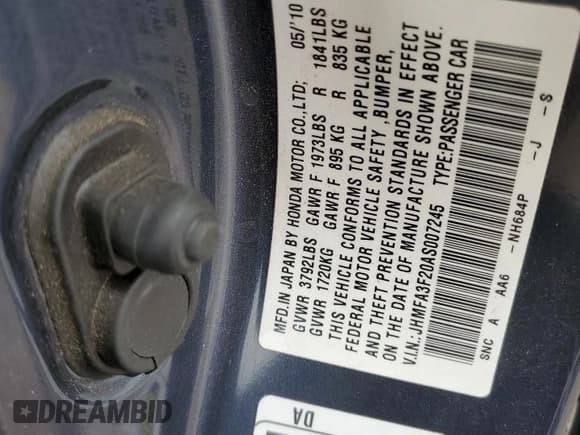 MFD.IN JAPAN BY HONDA MOTOR CO.,LTD; 05/'10
GVWR 3792LBS GAWR F 1973LBS R 1841LBS
GVWR 1720KG GAWR F 895 KG R 835 KG
THIS VEHICLE CONFORMS TO ALL APPLICABLE
FEDERAL MOTOR VEHICLE SAFETY ,BUMPER,
AND THEFT PREVENTION STANDARDS IN EFFECT
ON THE DATE OF MANUFACTURE SHOWN ABOVE.
V.I.N.:JHMFA3F20AS007245 TYPE:PASSENGER CAR
SNC A AA6 -NH684P -J -S
DA
DREAMBID